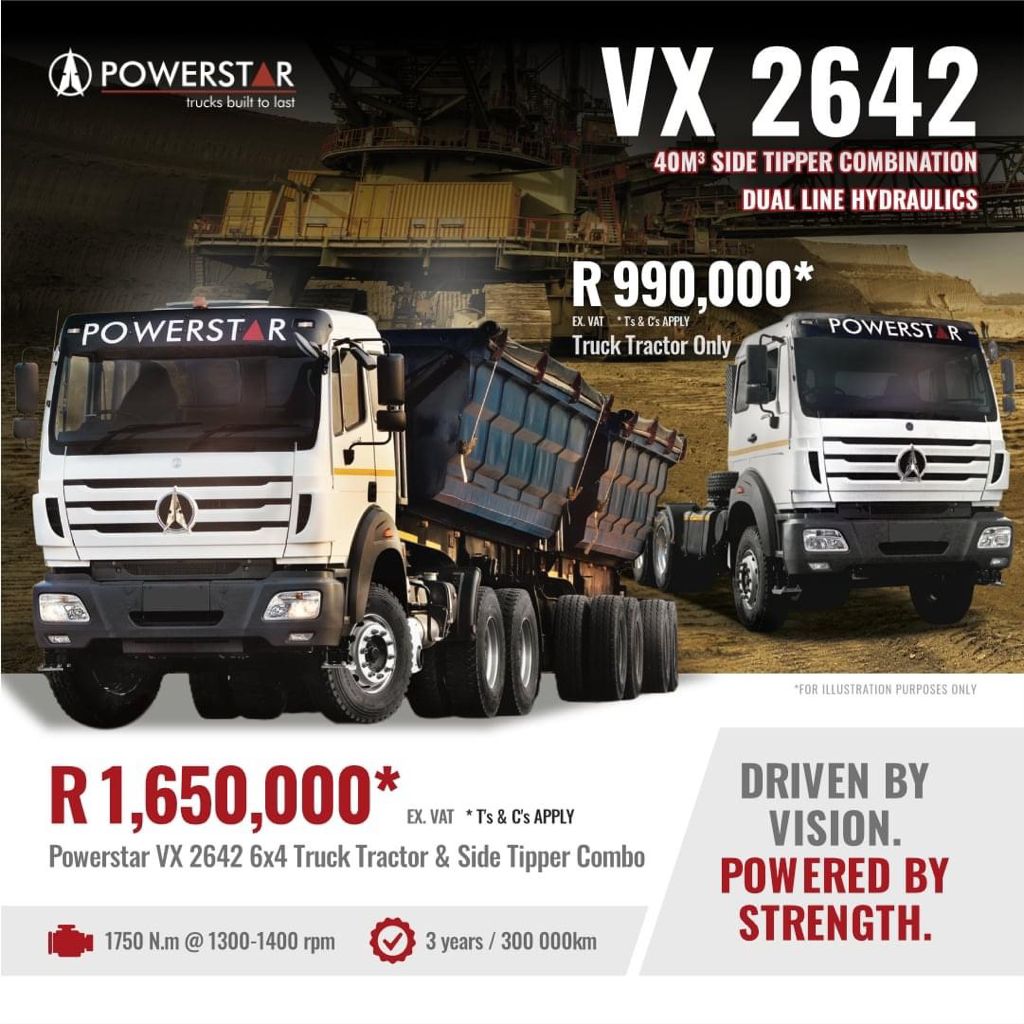 POWERSTAR
trucks built to last
VX 2642
40M³ SIDE TIPPER COMBINATION
DUAL LINE HYDRAULICS
R 990,000*
EX. VAT * T's & C's APPLY
Truck Tractor Only
POWERSTAR
POWERSTAR
*FOR ILLUSTRATION PURPOSES ONLY
R 1,650,000* EX. VAT * T's & C's APPLY
Powerstar VX 2642 6x4 Truck Tractor & Side Tipper Combo
1750 N.m @ 1300-1400 rpm
3 years / 300 000km
DRIVEN BY
VISION.
POWERED BY
STRENGTH.